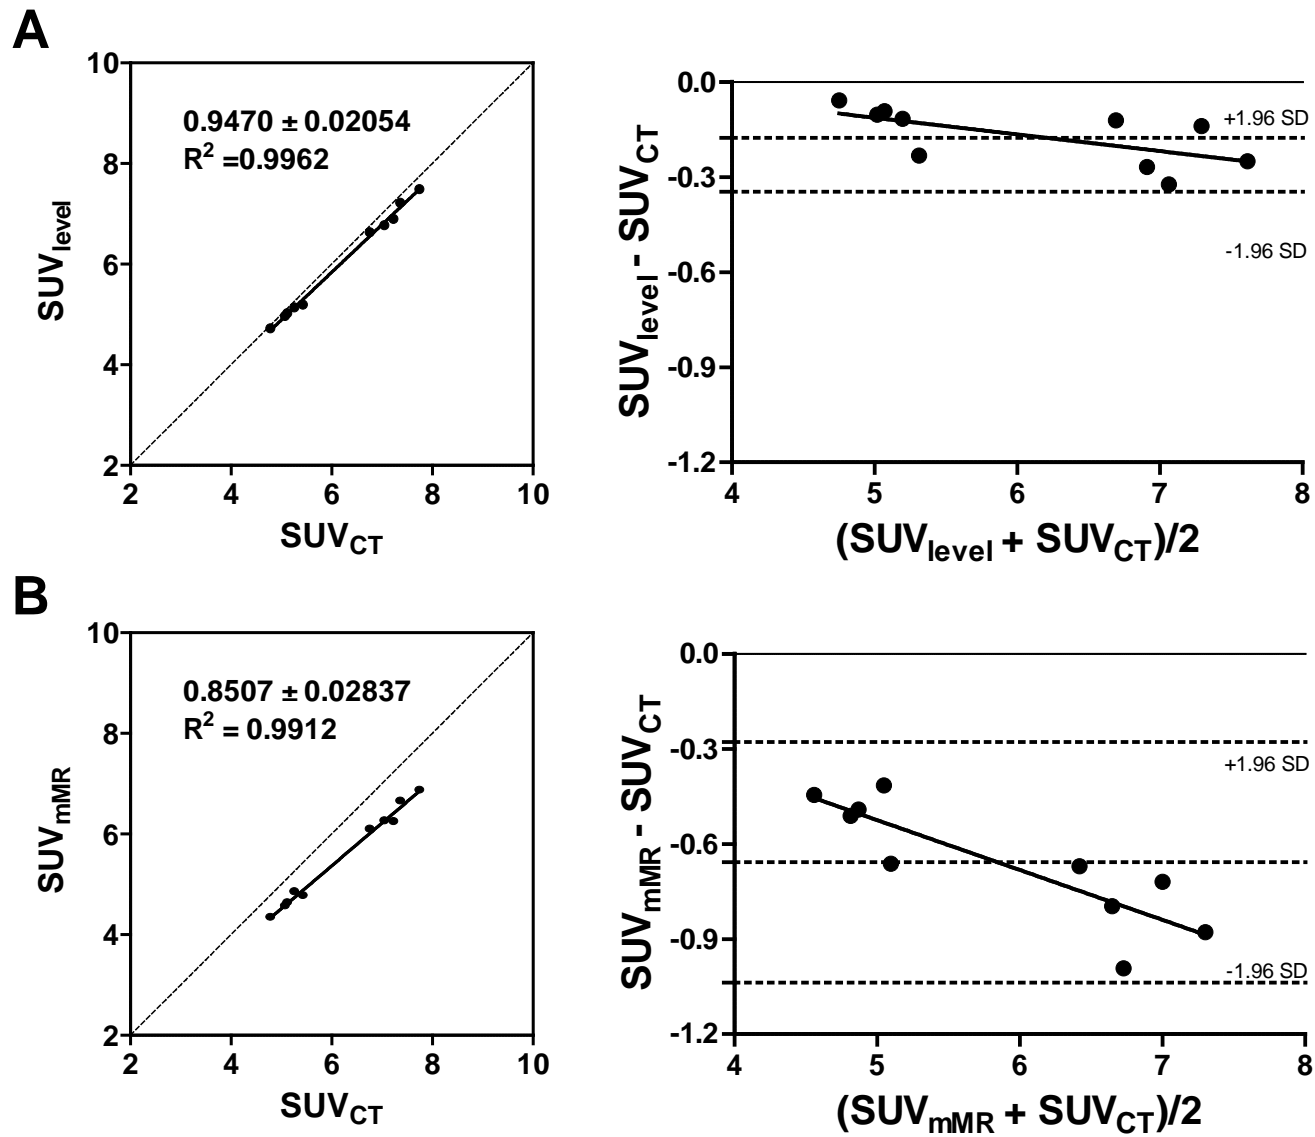 A
0.9470 ± 0.02054
R² =0.9962
10
8
6
4
2
2 4 6 8 10
SUVlevel
SUVCT
0.0
-0.3
-0.6
-0.9
-1.2
4 5 6 7 8
+1.96 SD
-1.96 SD
SUVlevel - SUVCT
(SUVlevel + SUVCT)/2
B
0.8507 ± 0.02837
R² = 0.9912
10
8
6
4
2
2 4 6 8 10
SUVmMR
SUVCT
0.0
-0.3
-0.6
-0.9
-1.2
4 5 6 7 8
+1.96 SD
-1.96 SD
SUVmMR - SUVCT
(SUVmMR + SUVCT)/2